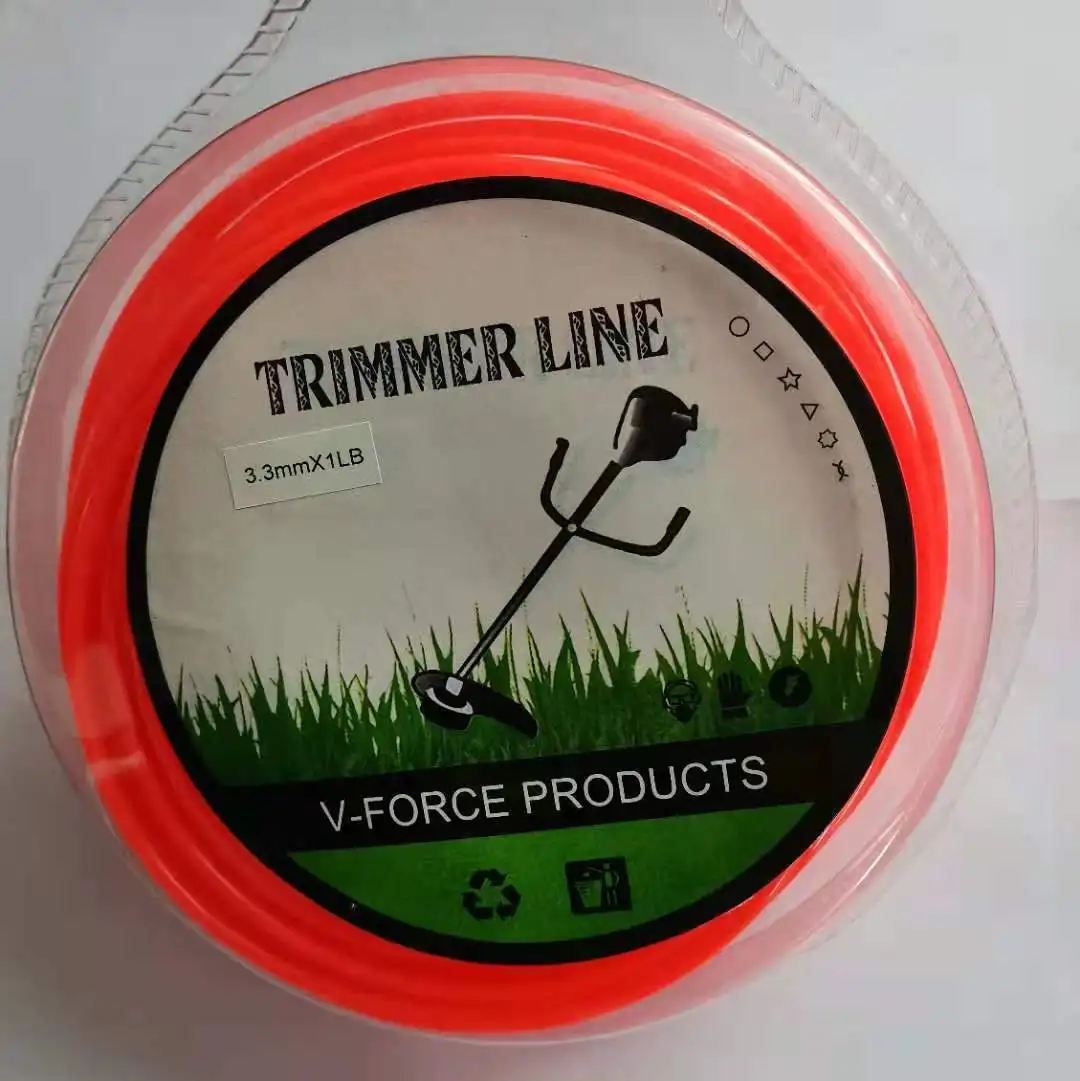 TRIMMER LINE
3.3mmX1LB
V-FORCE PRODUCTS